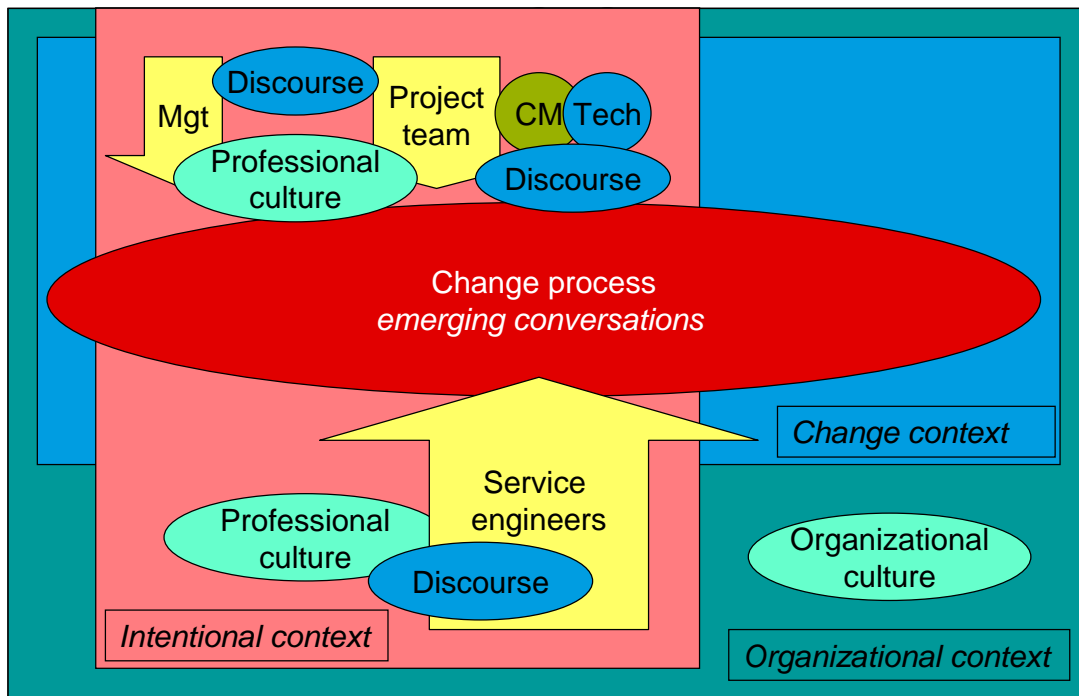 Discourse
Mgt
Project
team
CM
Tech
Professional
culture
Discourse
Change process
emerging conversations
Change context
Service
engineers
Professional
culture
Discourse
Organizational
culture
Intentional context
Organizational context